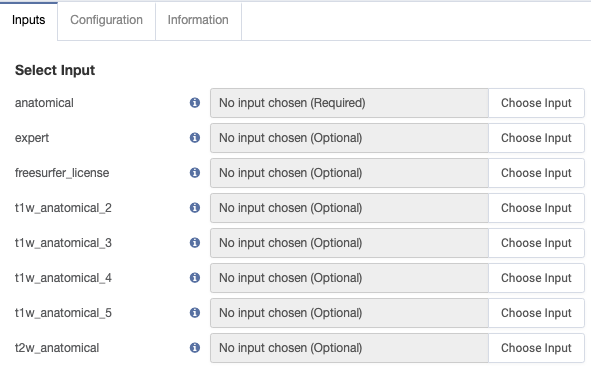 Inputs Configuration Information
Select Input
anatomical No input chosen (Required) Choose Input
expert No input chosen (Optional) Choose Input
freesurfer_license No input chosen (Optional) Choose Input
t1w_anatomical_2 No input chosen (Optional) Choose Input
t1w_anatomical_3 No input chosen (Optional) Choose Input
t1w_anatomical_4 No input chosen (Optional) Choose Input
t1w_anatomical_5 No input chosen (Optional) Choose Input
t2w_anatomical No input chosen (Optional) Choose Input